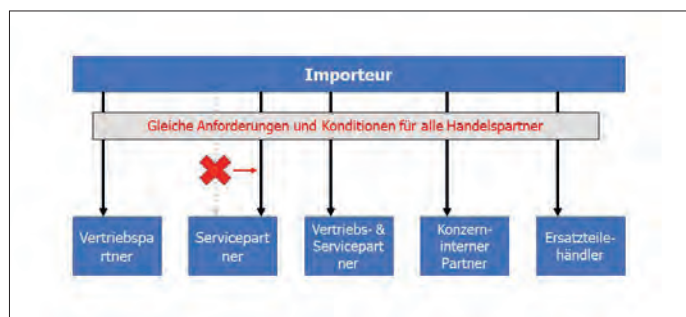 Importeur
Gleiche Anforderungen und Konditionen für alle Handelspartner
Vertriebspa
rtner
Servicepart
ner
Vertriebs- &
Servicepart
ner
Konzern-
interner
Partner
Ersatzteile-
händler